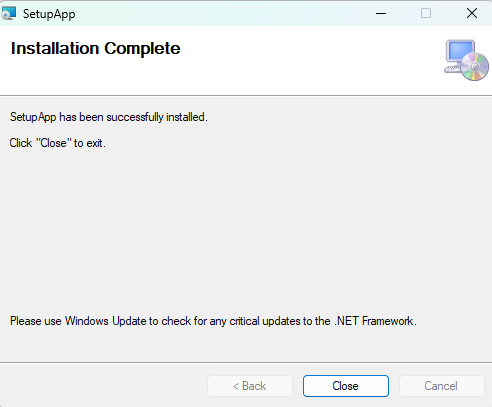 SetupApp
Installation Complete
SetupApp has been successfully installed.
Click "Close" to exit.
Please use Windows Update to check for any critical updates to the .NET Framework.
< Back
Close
Cancel